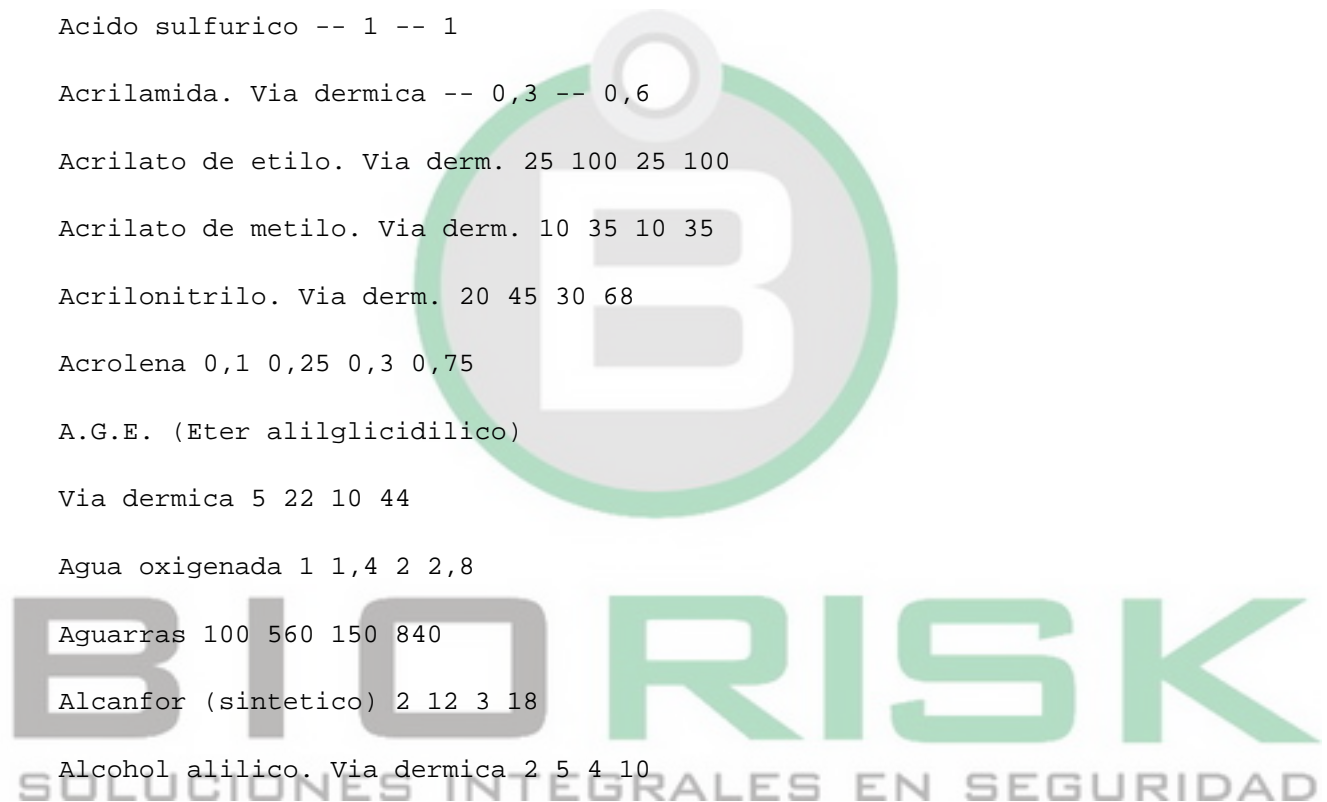 Acido sulfurico -- 1 -- 1
Acrilamida. Via dermica -- 0,3 -- 0,6
Acrilato de etilo. Via derm. 25 100 25 100
Acrilato de metilo. Via derm. 10 35 10 35
Acrilonitrilo. Via derm. 20 45 30 68
Acrolena 0,1 0,25 0,3 0,75
A.G.E. (Eter alilglicidilico)
Via dermica 5 22 10 44
Agua oxigenada 1 1,4 2 2,8
Aguarras 100 560 150 840
Alcanfor (sintetico) 2 12 3 18
Alcohol alilico. Via dermica 2 5 4 10
B
BIO RISK
SOLUCIONES INTEGRALES EN SEGURIDAD